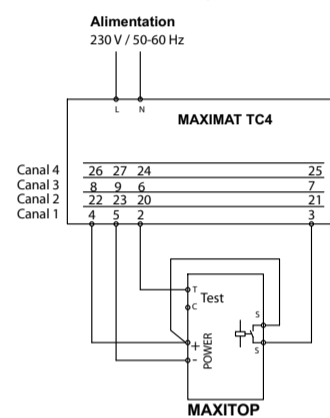 Alimentation
230 V / 50-60 Hz
L N
MAXIMAT TC4
Canal 4 26 27 24 25
Canal 3 8 9 6 7
Canal 2 22 23 20 21
Canal 1 4 5 2 3
T Test
C
S
+ POWER
-
S
MAXITOP